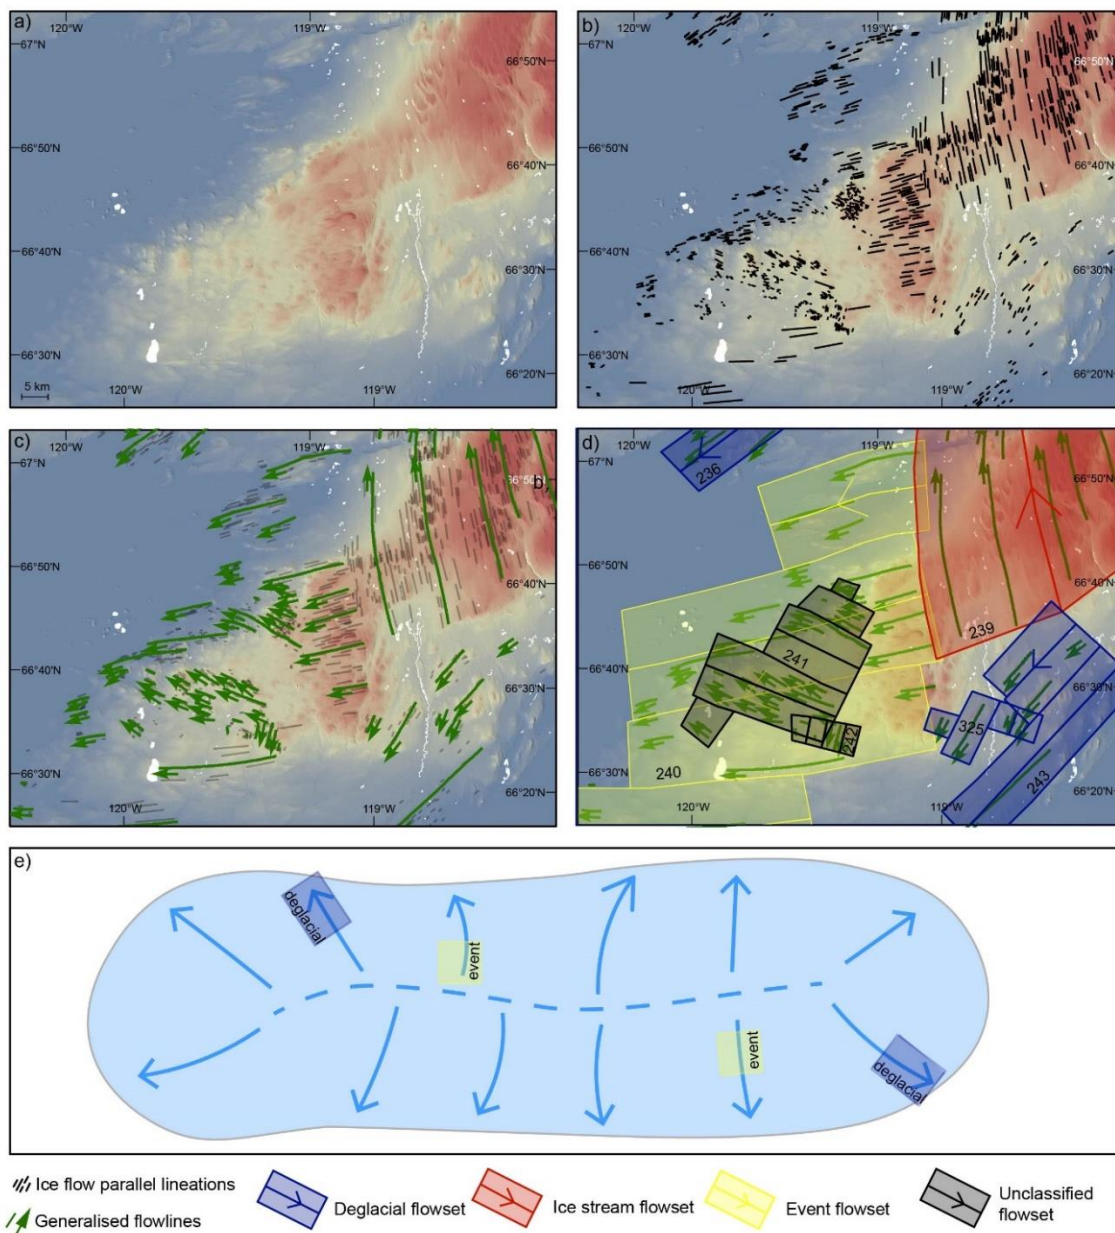 a)
120°W
119°W
67°N
66°50'N
66°50'N
66°40'N
66°40'N
66°30'N
66°30'N
66°20'N
5 km
120°W
119°W
b)
120°W
119°W
67°N
66°50'N
66°50'N
66°40'N
66°40'N
66°30'N
66°30'N
66°20'N
120°W
119°W
c)
120°W
119°W
67°N
66°50'N
b,
66°50'N
66°40'N
66°40'N
66°30'N
66°30'N
66°20'N
120°W
119°W
d)
120°W
119°W
67°N
236
66°50'N
66°50'N
66°40'N
239
241
66°40'N
66°30'N
325
242
240
243
66°30'N
66°20'N
120°W
119°W
e)
deglacial
event
event
deglacial
Ice flow parallel lineations
Generalised flowlines
Deglacial flowset
Ice stream flowset
Event flowset
Unclassified
flowset